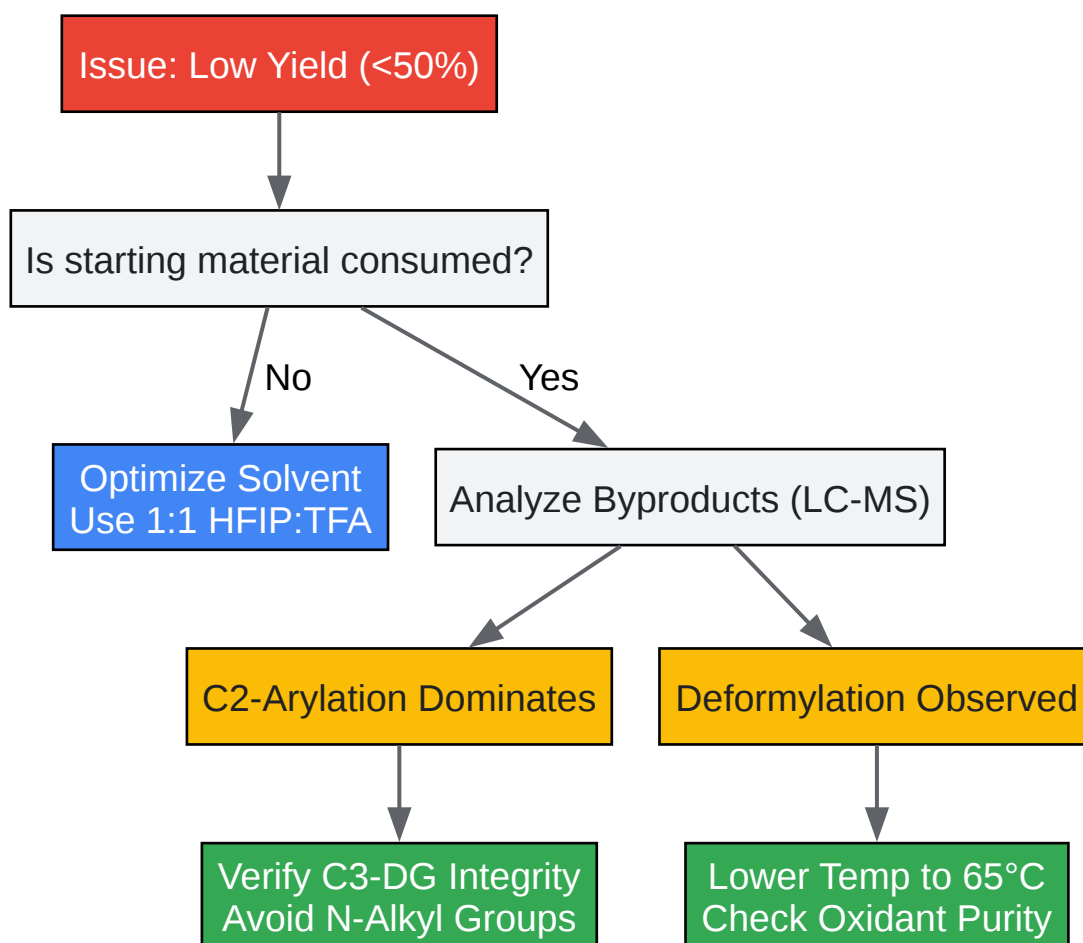 Issue: Low Yield (<50%)
Is starting material consumed?
No
Yes
Optimize Solvent
Use 1:1 HFIP:TFA
Analyze Byproducts (LC-MS)
C2-Arylation Dominates
Deformylation Observed
Verify C3-DG Integrity
Avoid N-Alkyl Groups
Lower Temp to 65°C
Check Oxidant Purity